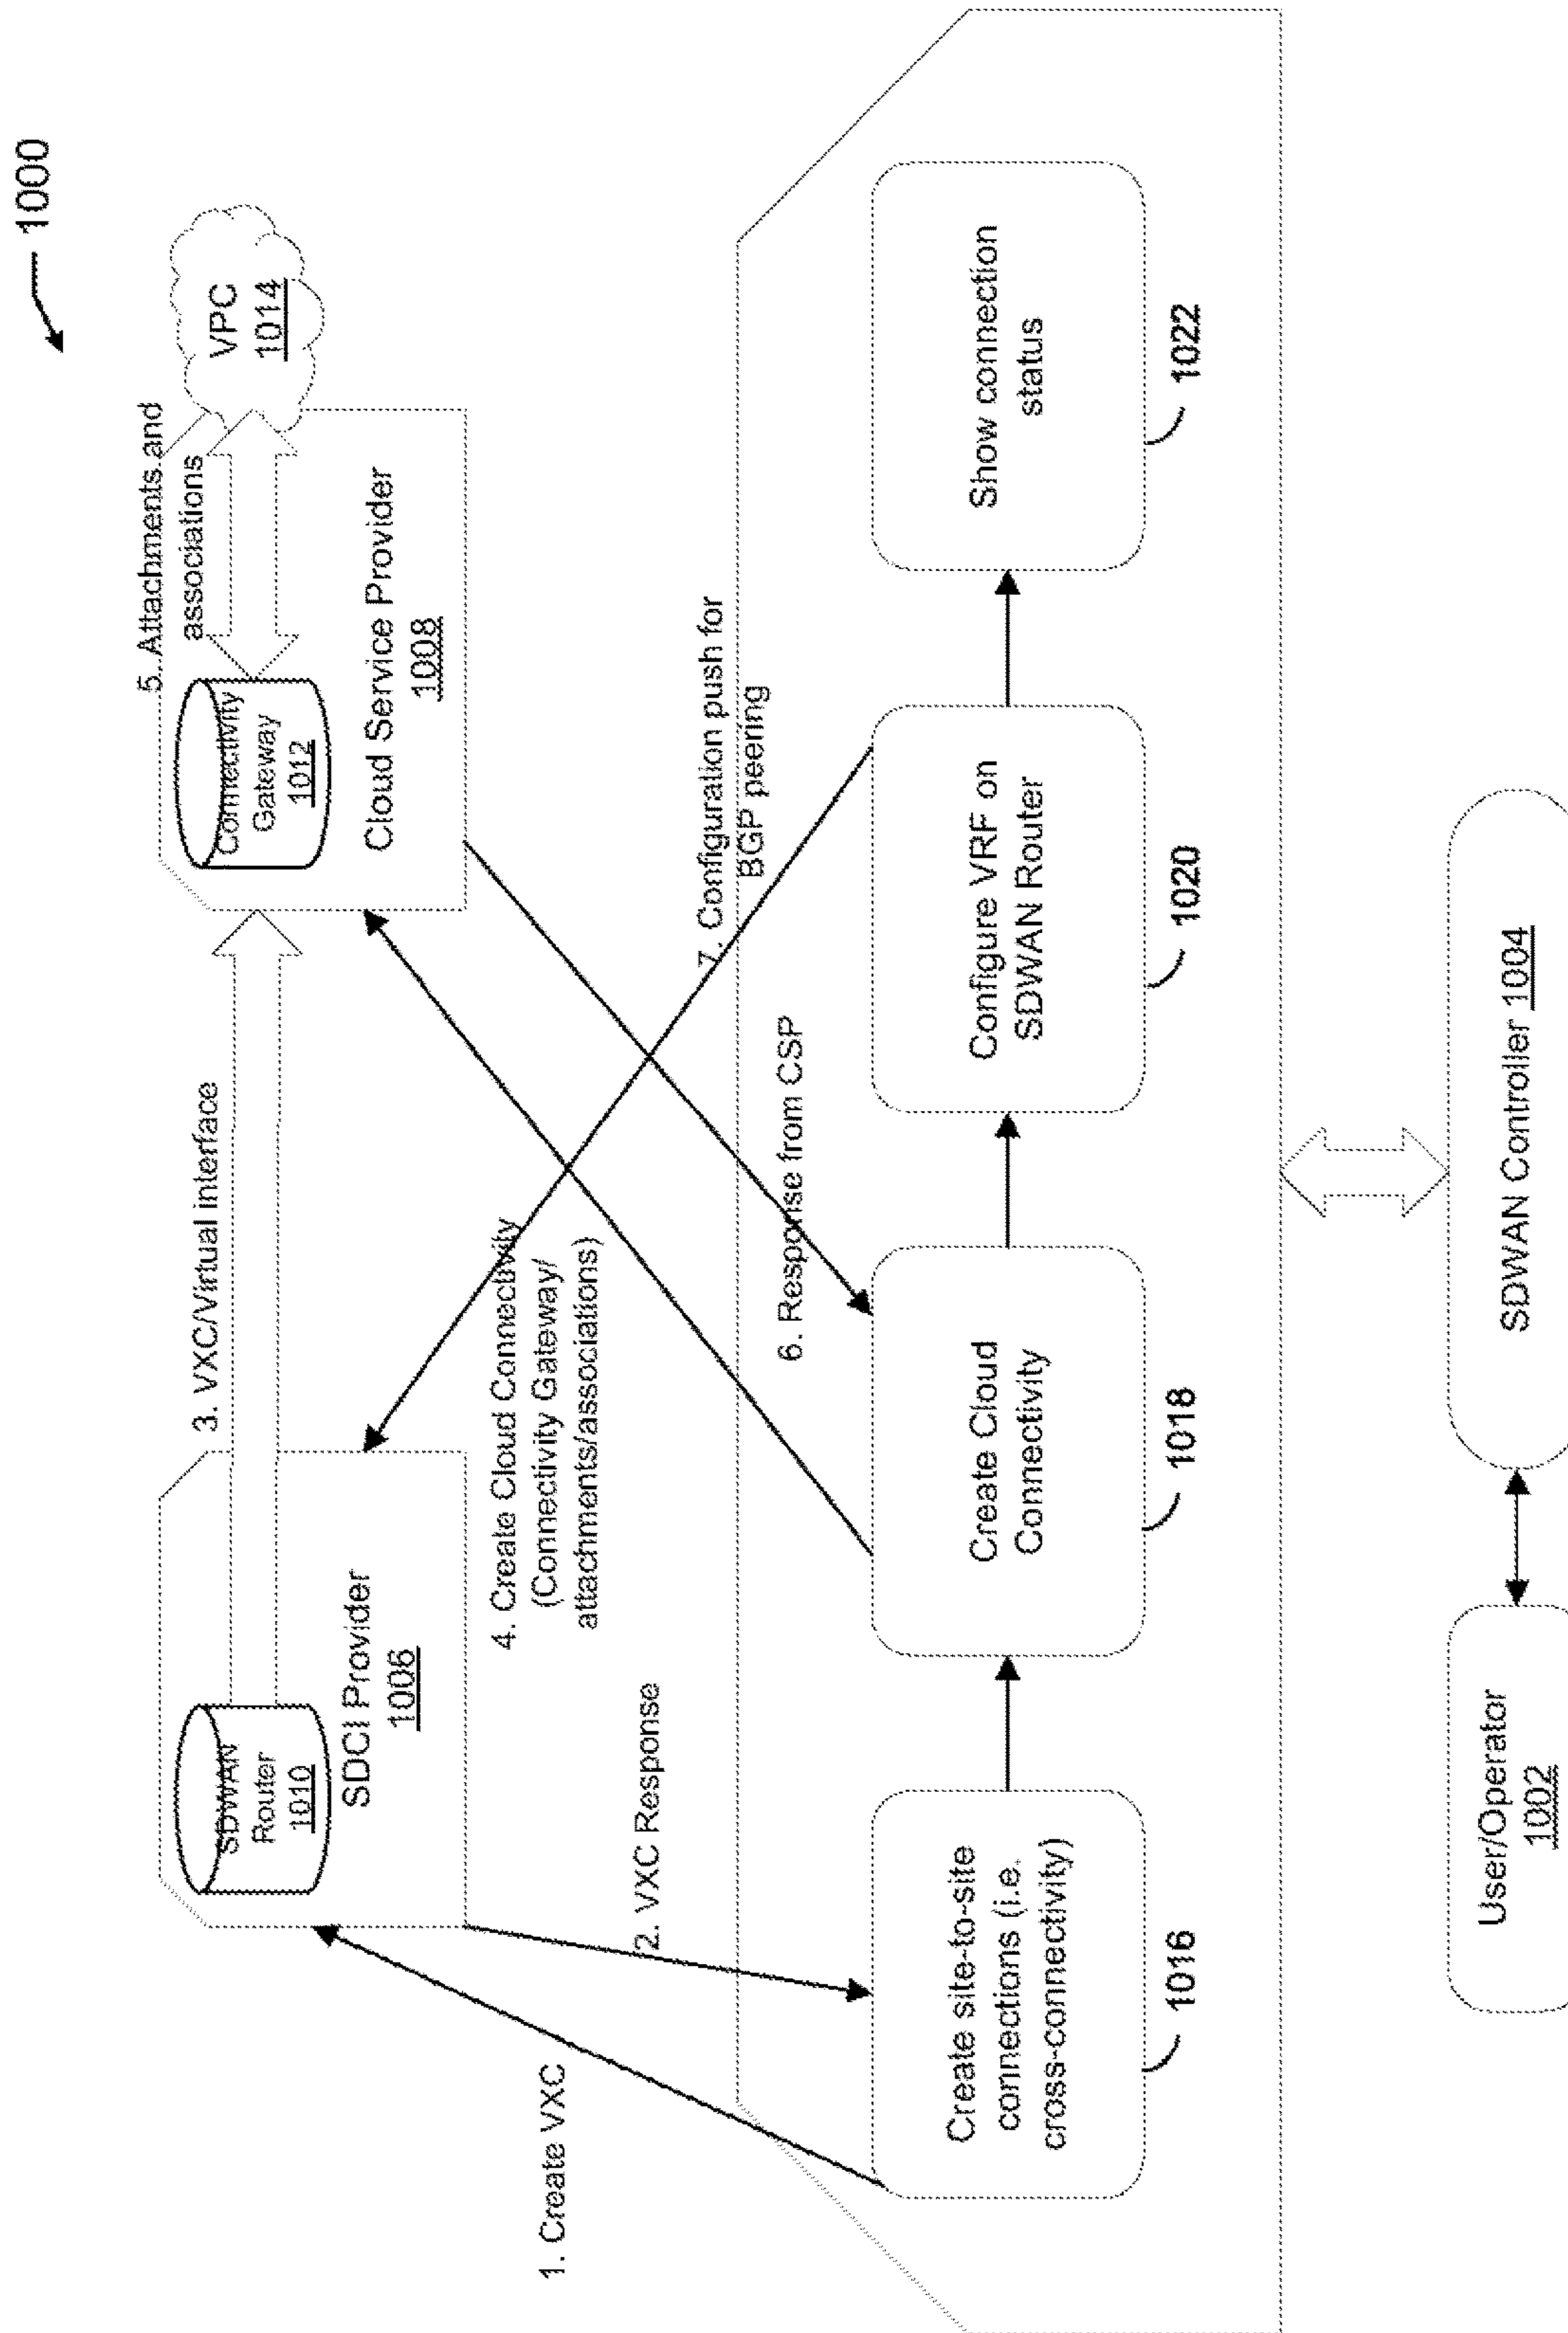 1000
5. Attachments and
associations
VPC
1014
3. VXC/Virtual interface
SDWAN
Router
1010
SDCI Provider
1006
Connectivity
Gateway
1012
Cloud Service Provider
1008
1. Create VXC
2. VXC Response
4. Create Cloud Connectivity
(Connectivity Gateway/
attachments/associations)
6. Response from CSP
7. Configuration push for
BGP peering
Create site-to-site
connections (i.e.
cross-connectivity)
1016
Create Cloud
Connectivity
1018
Configure VRF on
SDWAN Router
1020
Show connection
status
1022
User/Operator
1002
SDWAN Controller 1004